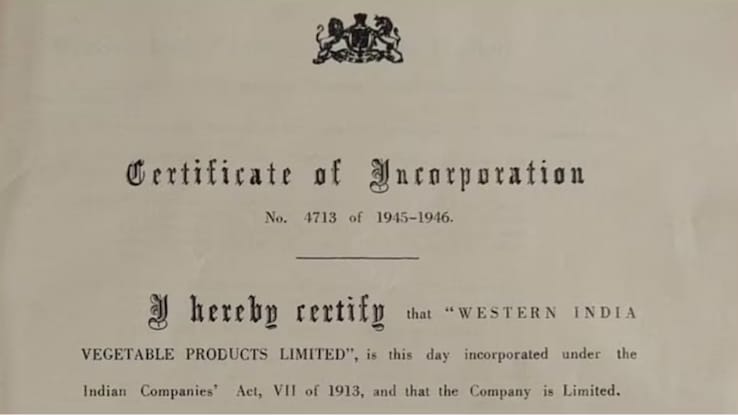 Certificate of Incorporation
No. 4713 of 1945-1946.
I hereby certify that "WESTERN INDIA
VEGETABLE PRODUCTS LIMITED", is this day incorporated under the
Indian Companies' Act, VII of 1913, and that the Company is Limited.